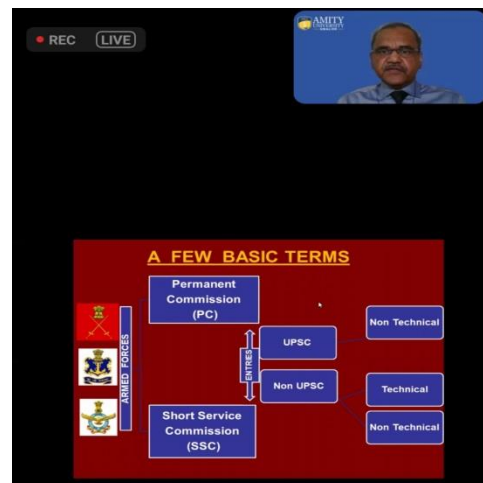 REC LIVE
AMITY
UNIVERSITY
A FEW BASIC TERMS
Permanent
Commission
(PC)
ARMED FORCES
ENTRIES
UPSC
Non UPSC
Non Technical
Technical
Non Technical
Short Service
Commission
(SSC)